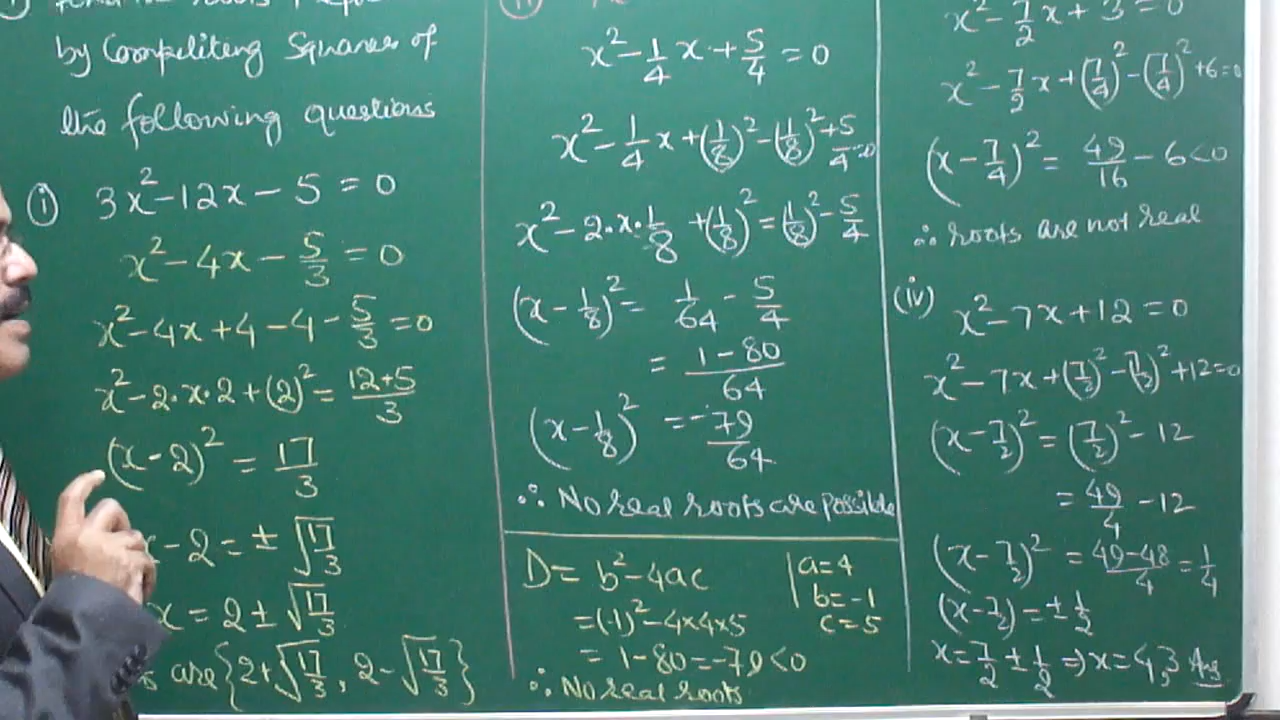 by Compeliting Squares of
the following questions
(i) 3x² - 12x - 5 = 0
x² - 4x - 5/3 = 0
x² - 4x + 4 - 4 - 5/3 = 0
x² - 2·x·2 + (2)² = (12+5)/3
(x - 2)² = 17/3
x - 2 = ± √(17/3)
x = 2 ± √(17/3)
are {2 + √(17/3), 2 - √(17/3)}
x² - 1/4 x + 5/4 = 0
x² - 1/4 x + (1/8)² - (1/8)² + 5/4 = 0
x² - 2·x·1/8 + (1/8)² = (1/8)² - 5/4
(x - 1/8)² = 1/64 - 5/4
= (1 - 80)/64
(x - 1/8)² = -79/64
∴ No real roots are possible
D = b² - 4ac | a = 4
= (-1)² - 4×4×5 b = -1
c = 5
= 1 - 80 = -79 < 0
∴ No real roots
x² - 7/2 x + 3 = 0
x² - 7/2 x + (7/4)² - (7/4)² + 6 = 0
(x - 7/4)² = 49/16 - 6 < 0
∴ roots are not real
(iv) x² - 7x + 12 = 0
x² - 7x + (7/2)² - (7/2)² + 12 = 0
(x - 7/2)² = (7/2)² - 12
= 49/4 - 12
(x - 7/2)² = (49-48)/4 = 1/4
(x - 7/2) = ± 1/2
x = 7/2 ± 1/2 ⇒ x = 4,3 Ans